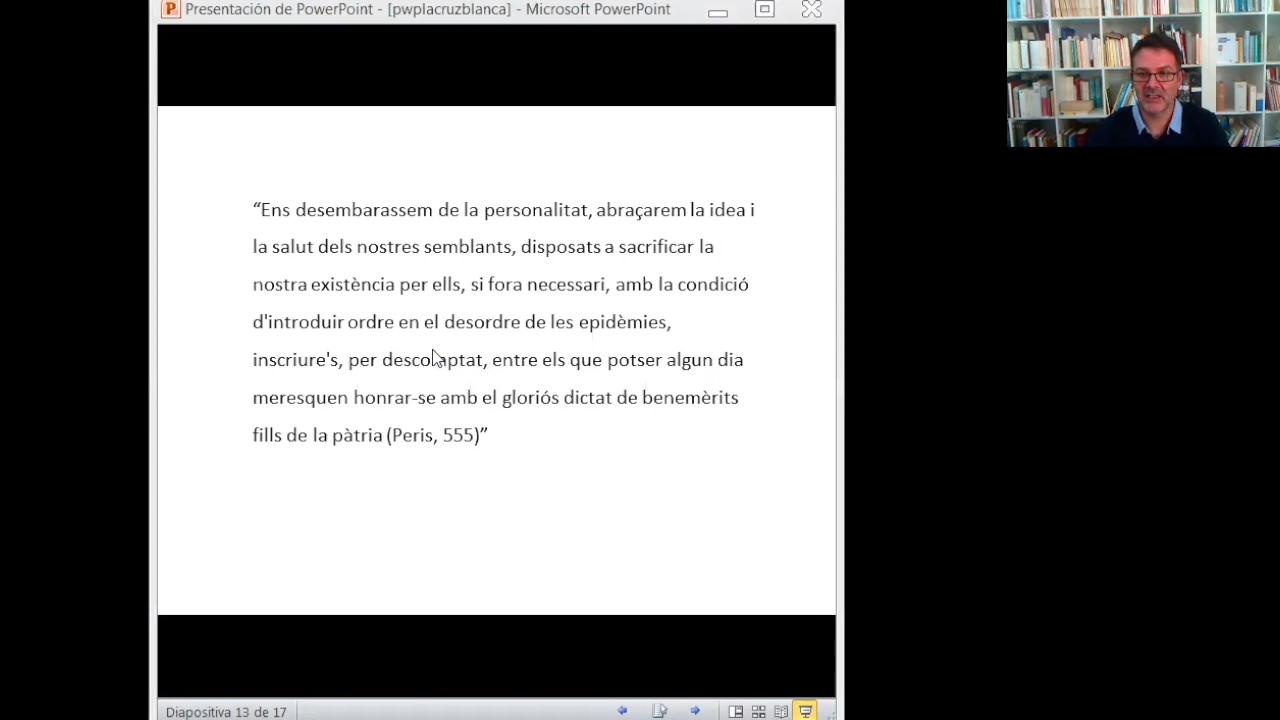 Presentación de PowerPoint - [pwplacruzblanca] - Microsoft PowerPoint
“Ens desembarassem de la personalitat, abraçarem la idea i
la salut dels nostres semblants, disposats a sacrificar la
nostra existència per ells, si fora necessari, amb la condició
d'introduir ordre en el desordre de les epidèmies,
inscriure's, per descomptat, entre els que potser algun dia
meresquen honrar-se amb el gloriós dictat de benemèrits
fills de la pàtria (Peris, 555)”
Diapositiva 13 de 17